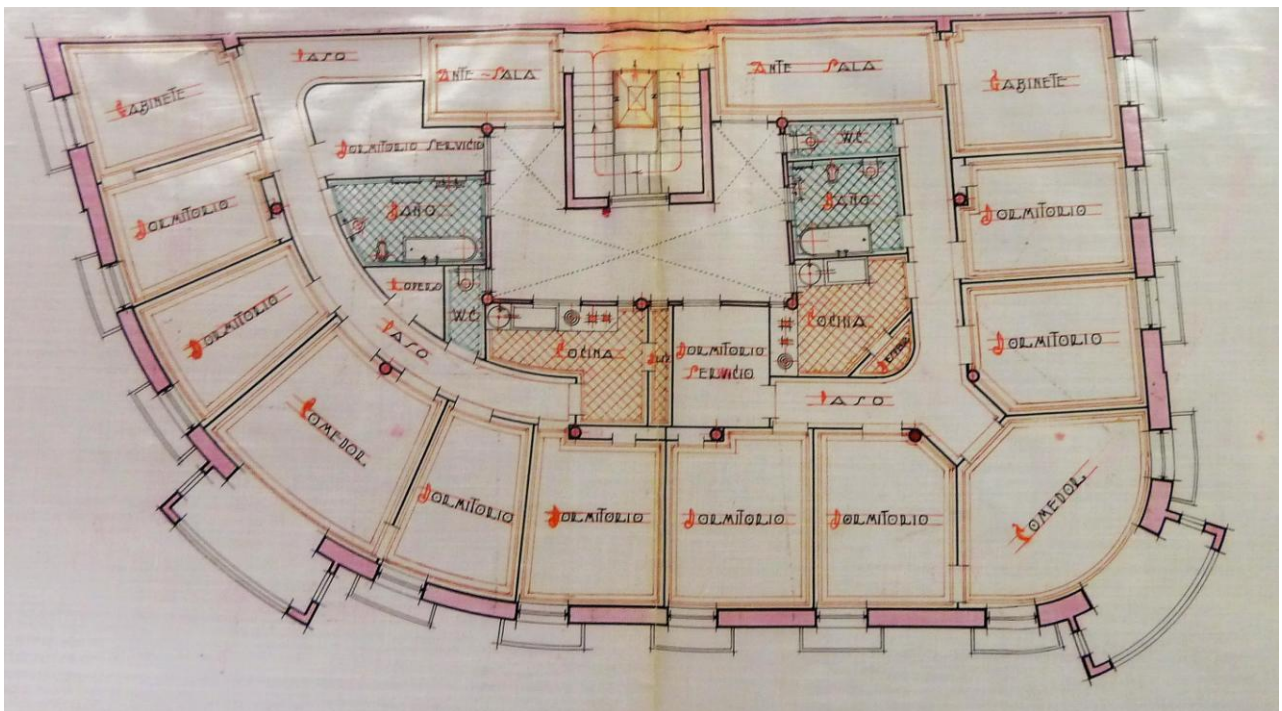 PASO
ANTE-SALA
ANTE SALA
GABINETE
GABINETE
DORMITORIO SERVICIO
W.C.
BAÑO
BAÑO
DORMITORIO
DORMITORIO
ROPERO
W.C.
COCINA
DORMITORIO
PASO
COCINA
DORMITORIO
SERVICIO
DORMITORIO
PASO
COMEDOR
DORMITORIO
DORMITORIO
DORMITORIO
DORMITORIO
COMEDOR